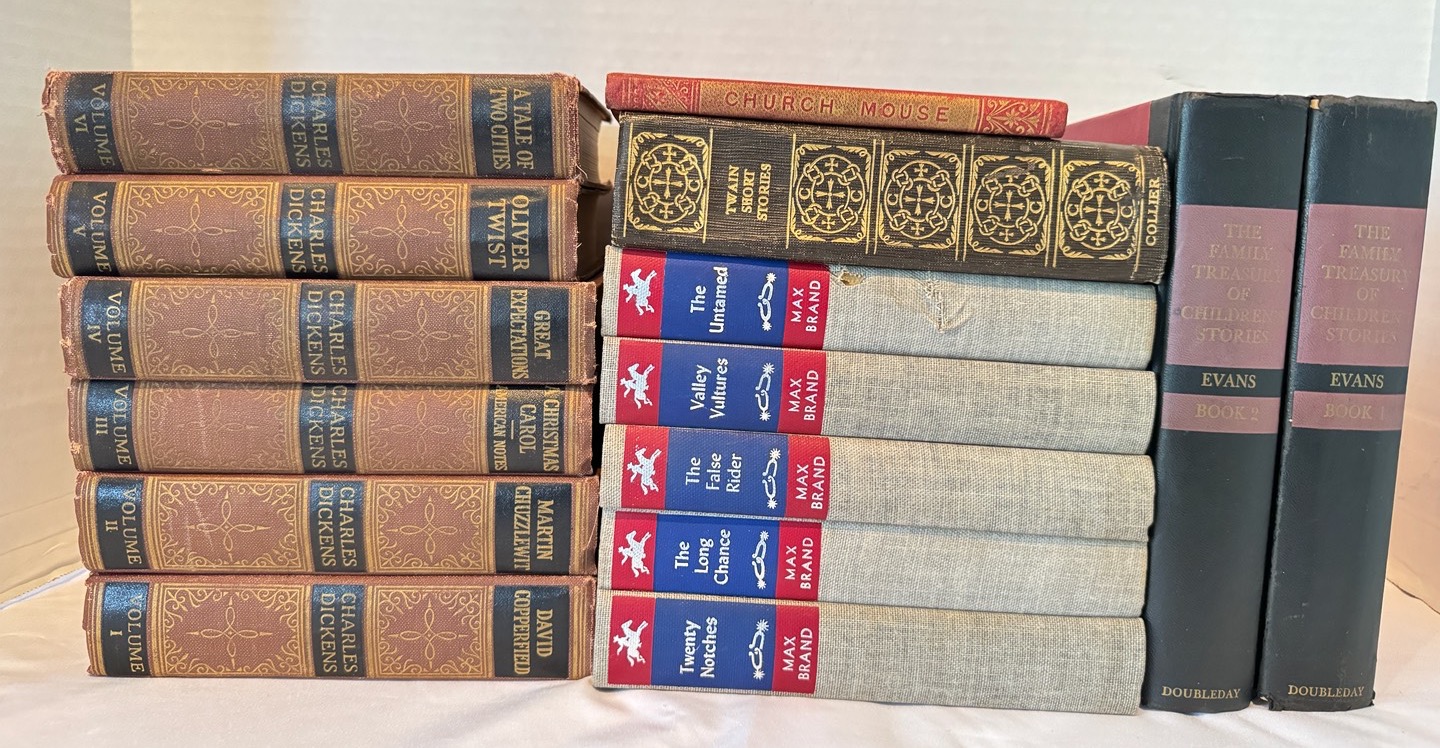 VOLUME
VI
CHARLES
DICKENS
A TALE OF
TWO CITIES
VOLUME
V
CHARLES
DICKENS
OLIVER
TWIST
VOLUME
IV
CHARLES
DICKENS
GREAT
EXPECTATIONS
VOLUME
III
CHARLES
DICKENS
A CHRISTMAS
CAROL
AMERICAN NOTES
VOLUME
II
CHARLES
DICKENS
MARTIN
CHUZZLEWIT
VOLUME
I
CHARLES
DICKENS
DAVID
COPPERFIELD
CHURCH MOUSE
TWAIN
SHORT
STORIES
COLLIER
The
Untamed
MAX
BRAND
Valley
Vultures
MAX
BRAND
The
False
Rider
MAX
BRAND
The
Long
Chance
MAX
BRAND
Twenty
Notches
MAX
BRAND
THE
FAMILY
TREASURY
OF
CHILDREN'S
STORIES
EVANS
BOOK 2
DOUBLEDAY
THE
FAMILY
TREASURY
OF
CHILDREN'S
STORIES
EVANS
BOOK 1
DOUBLEDAY